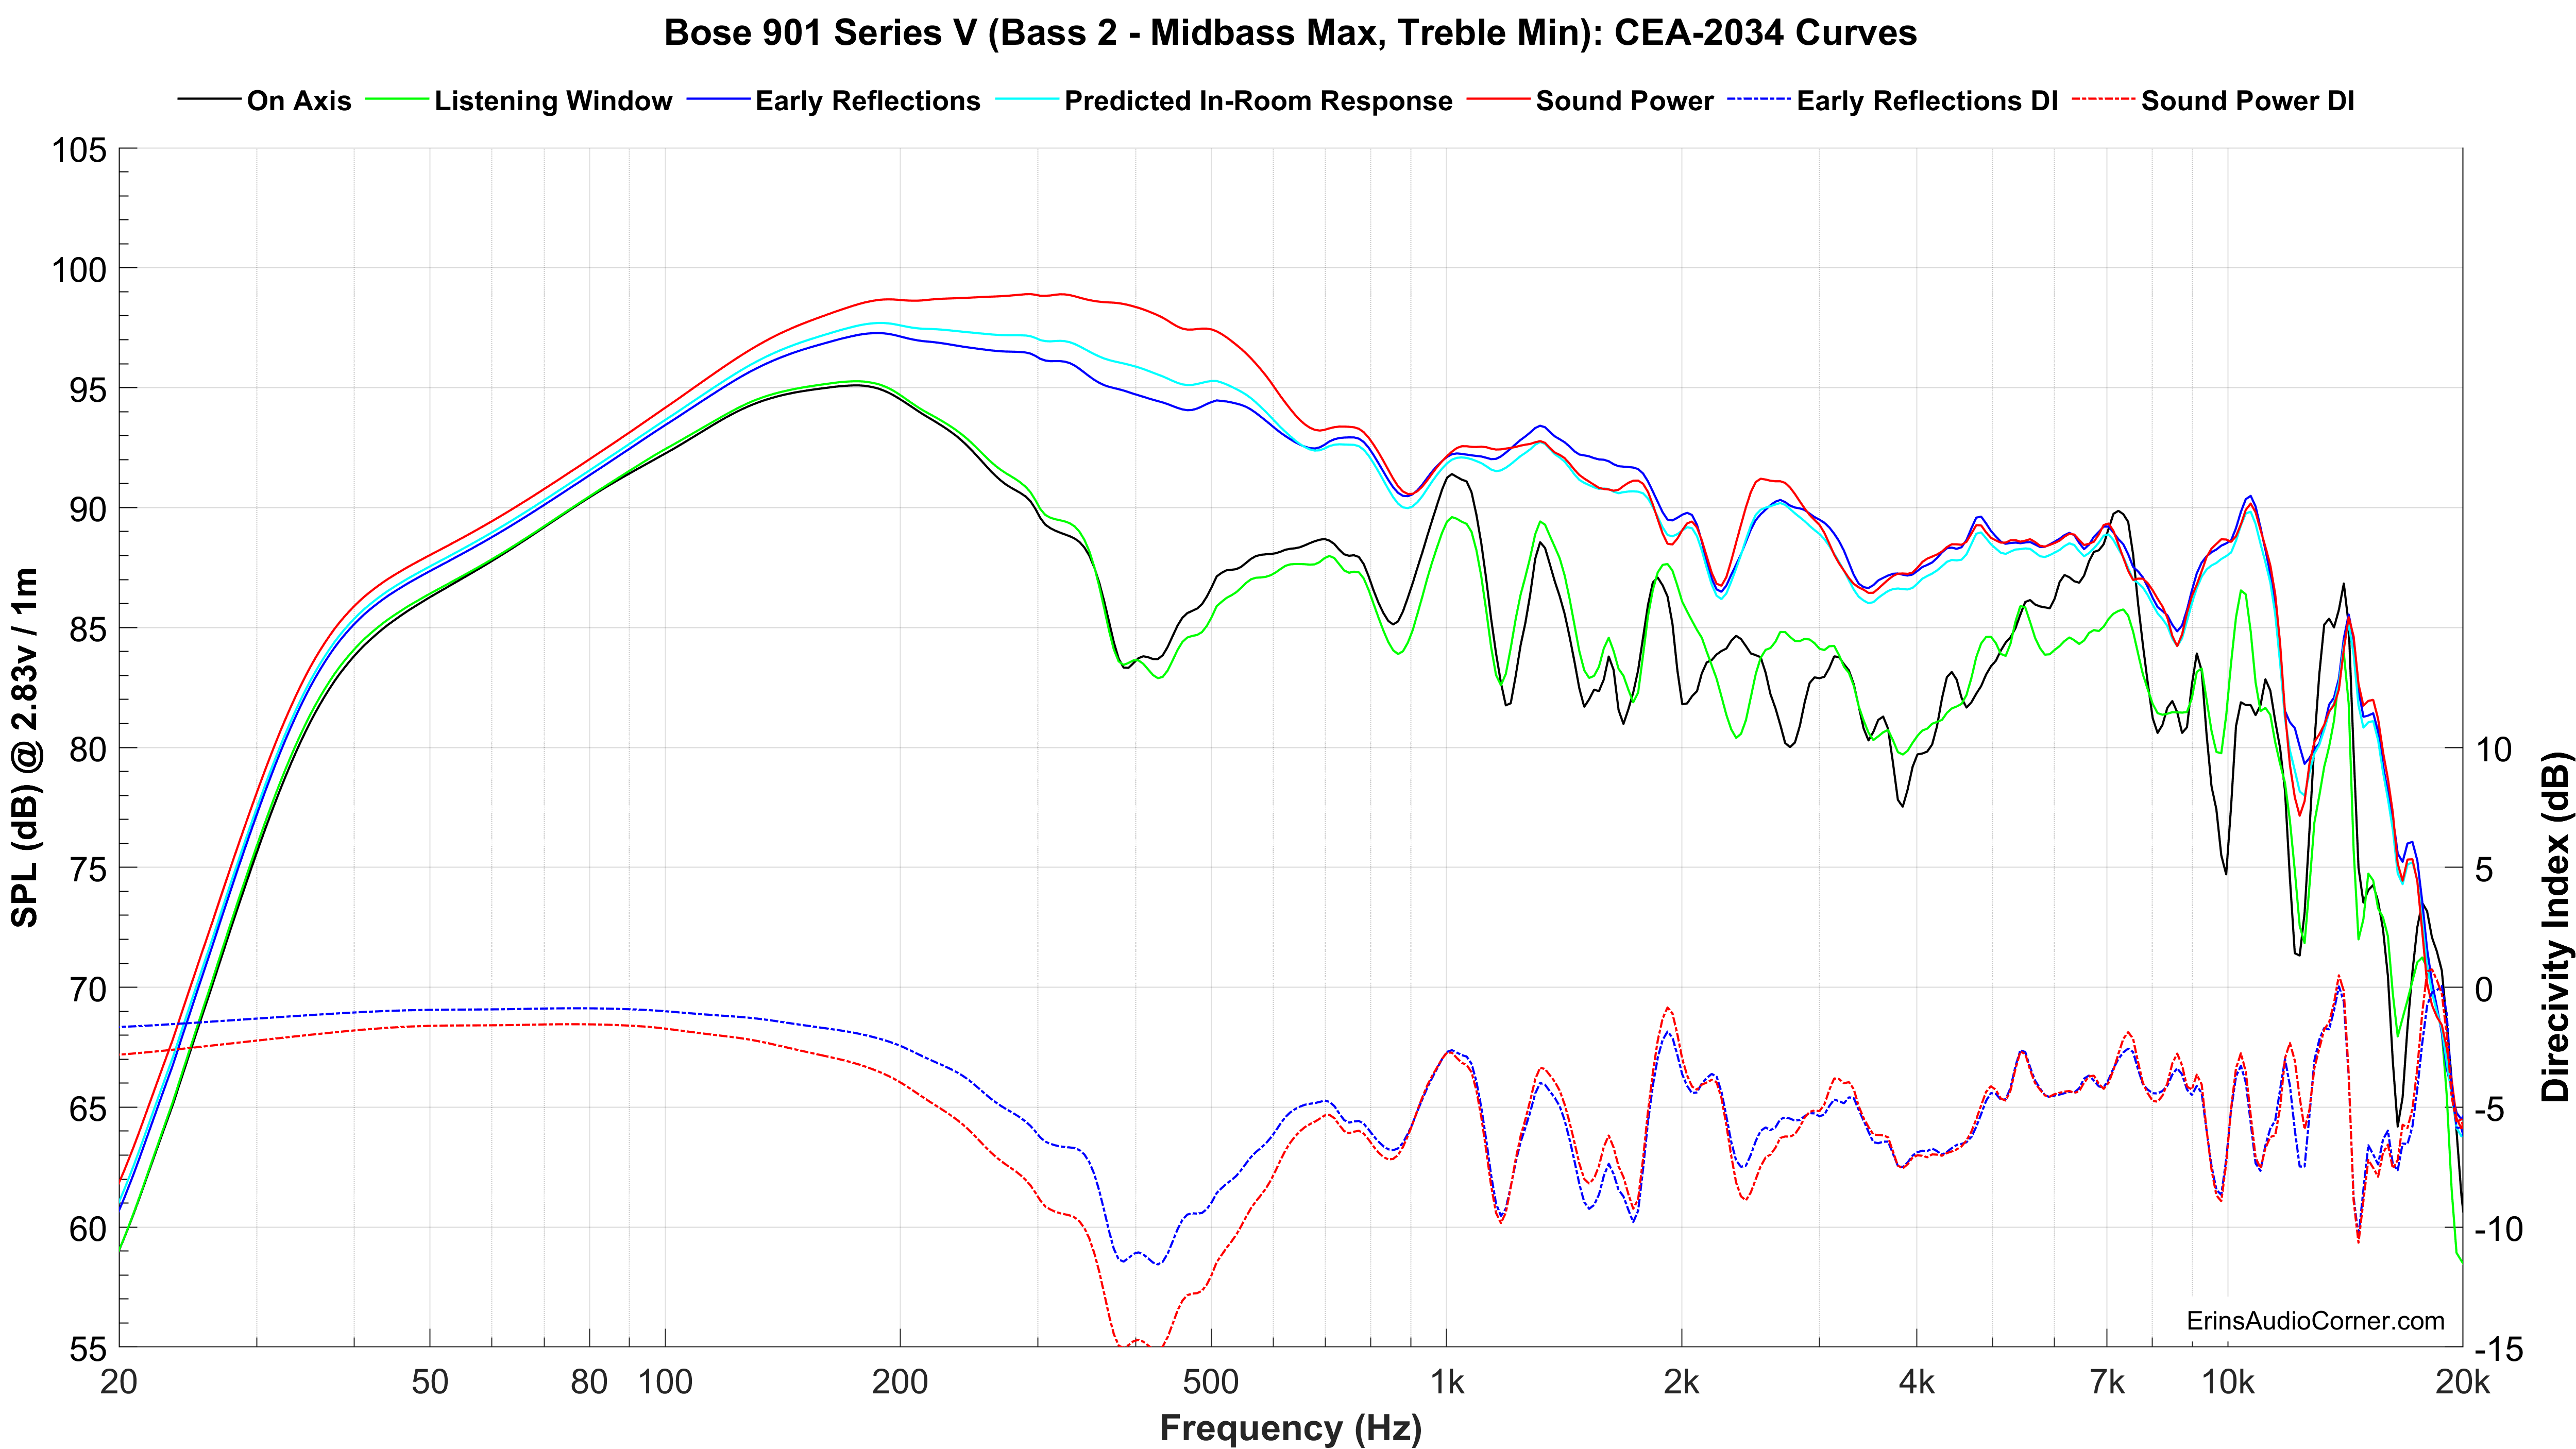 Bose 901 Series V (Bass 2 - Midbass Max, Treble Min): CEA-2034 Curves
On Axis Listening Window Early Reflections Predicted In-Room Response Sound Power Early Reflections DI Sound Power DI
SPL (dB) @ 2.83v / 1m
105
100
95
90
85
80
75
70
65
60
55
10
5
0
-5
-10
-15
Direcivity Index (dB)
ErinsAudioCorner.com
20 50 80 100 200 500 1k 2k 4k 7k 10k 20k
Frequency (Hz)